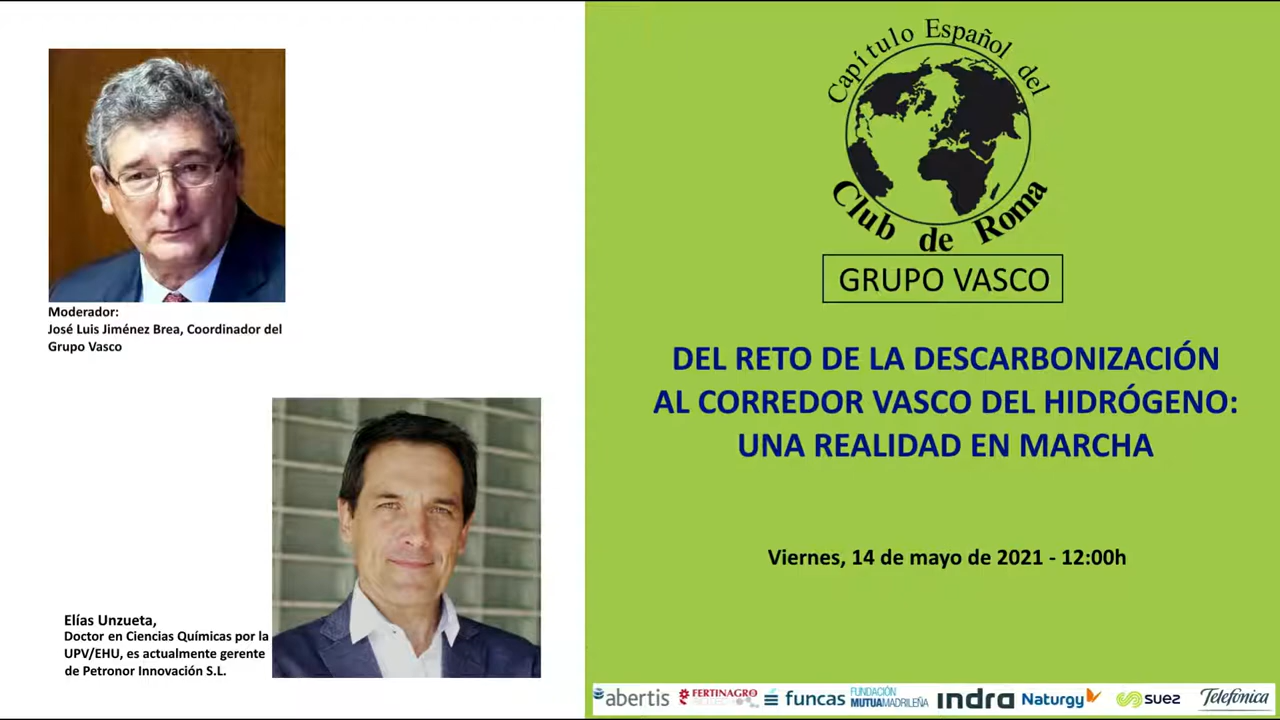 Moderador:
José Luis Jiménez Brea, Coordinador del
Grupo Vasco
Elías Unzueta,
Doctor en Ciencias Químicas por la
UPV/EHU, es actualmente gerente
de Petronor Innovación S.L.
Capítulo Español del
Club de Roma
GRUPO VASCO
DEL RETO DE LA DESCARBONIZACIÓN
AL CORREDOR VASCO DEL HIDRÓGENO:
UNA REALIDAD EN MARCHA
Viernes, 14 de mayo de 2021 - 12:00h
abertis
FERTINAGRO
funcas
FUNDACIÓN
MUTUAMADRILEÑA
indra
Naturgy
suez
Telefónica